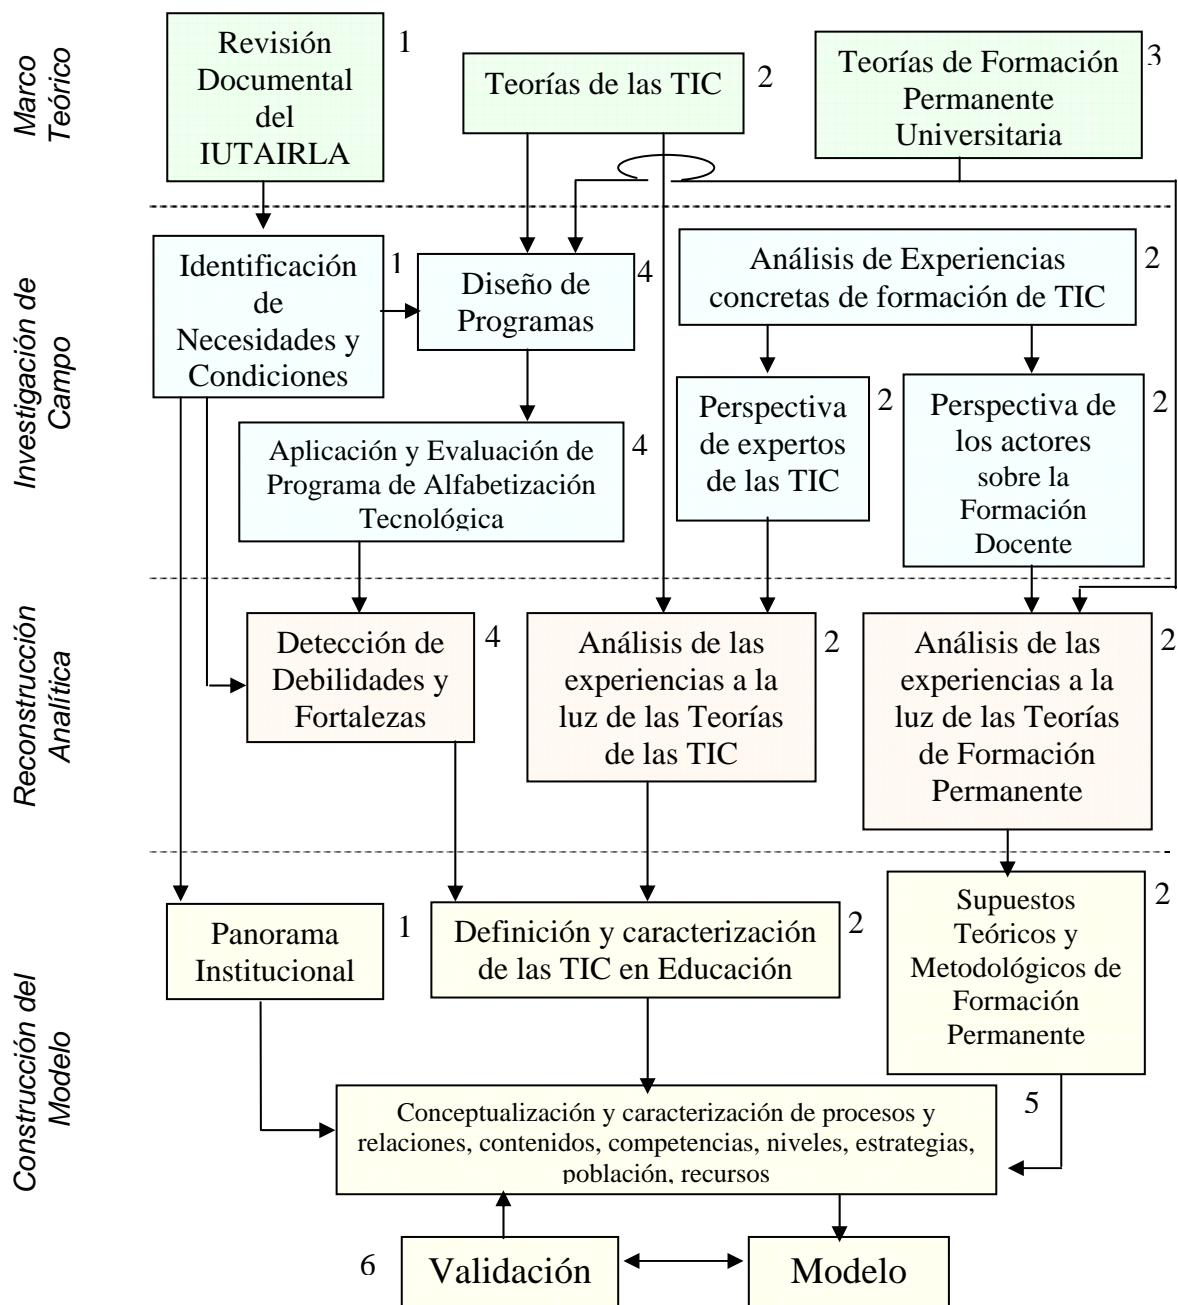 Marco
Teórico
Revisión
Documental
del
IUTAIRLA
1
Teorías de las TIC
2
Teorías de Formación
Permanente
Universitaria
3
Investigación de
Campo
Identificación
de
Necesidades y
Condiciones
1
Diseño de
Programas
4
Análisis de Experiencias
concretas de formación de TIC
2
Perspectiva
de expertos
de las TIC
2
Perspectiva de
los actores
sobre la
Formación
Docente
2
Aplicación y Evaluación de
Programa de Alfabetización
Tecnológica
4
Reconstrucción
Analítica
Detección de
Debilidades y
Fortalezas
4
Análisis de las
experiencias a la
luz de las Teorías
de las TIC
2
Análisis de las
experiencias a la
luz de las Teorías
de Formación
Permanente
2
Construcción del
Modelo
Panorama
Institucional
1
Definición y caracterización
de las TIC en Educación
2
Supuestos
Teóricos y
Metodológicos de
Formación
Permanente
2
Conceptualización y caracterización de procesos y
relaciones, contenidos, competencias, niveles, estrategias,
población, recursos
5
6
Validación
Modelo